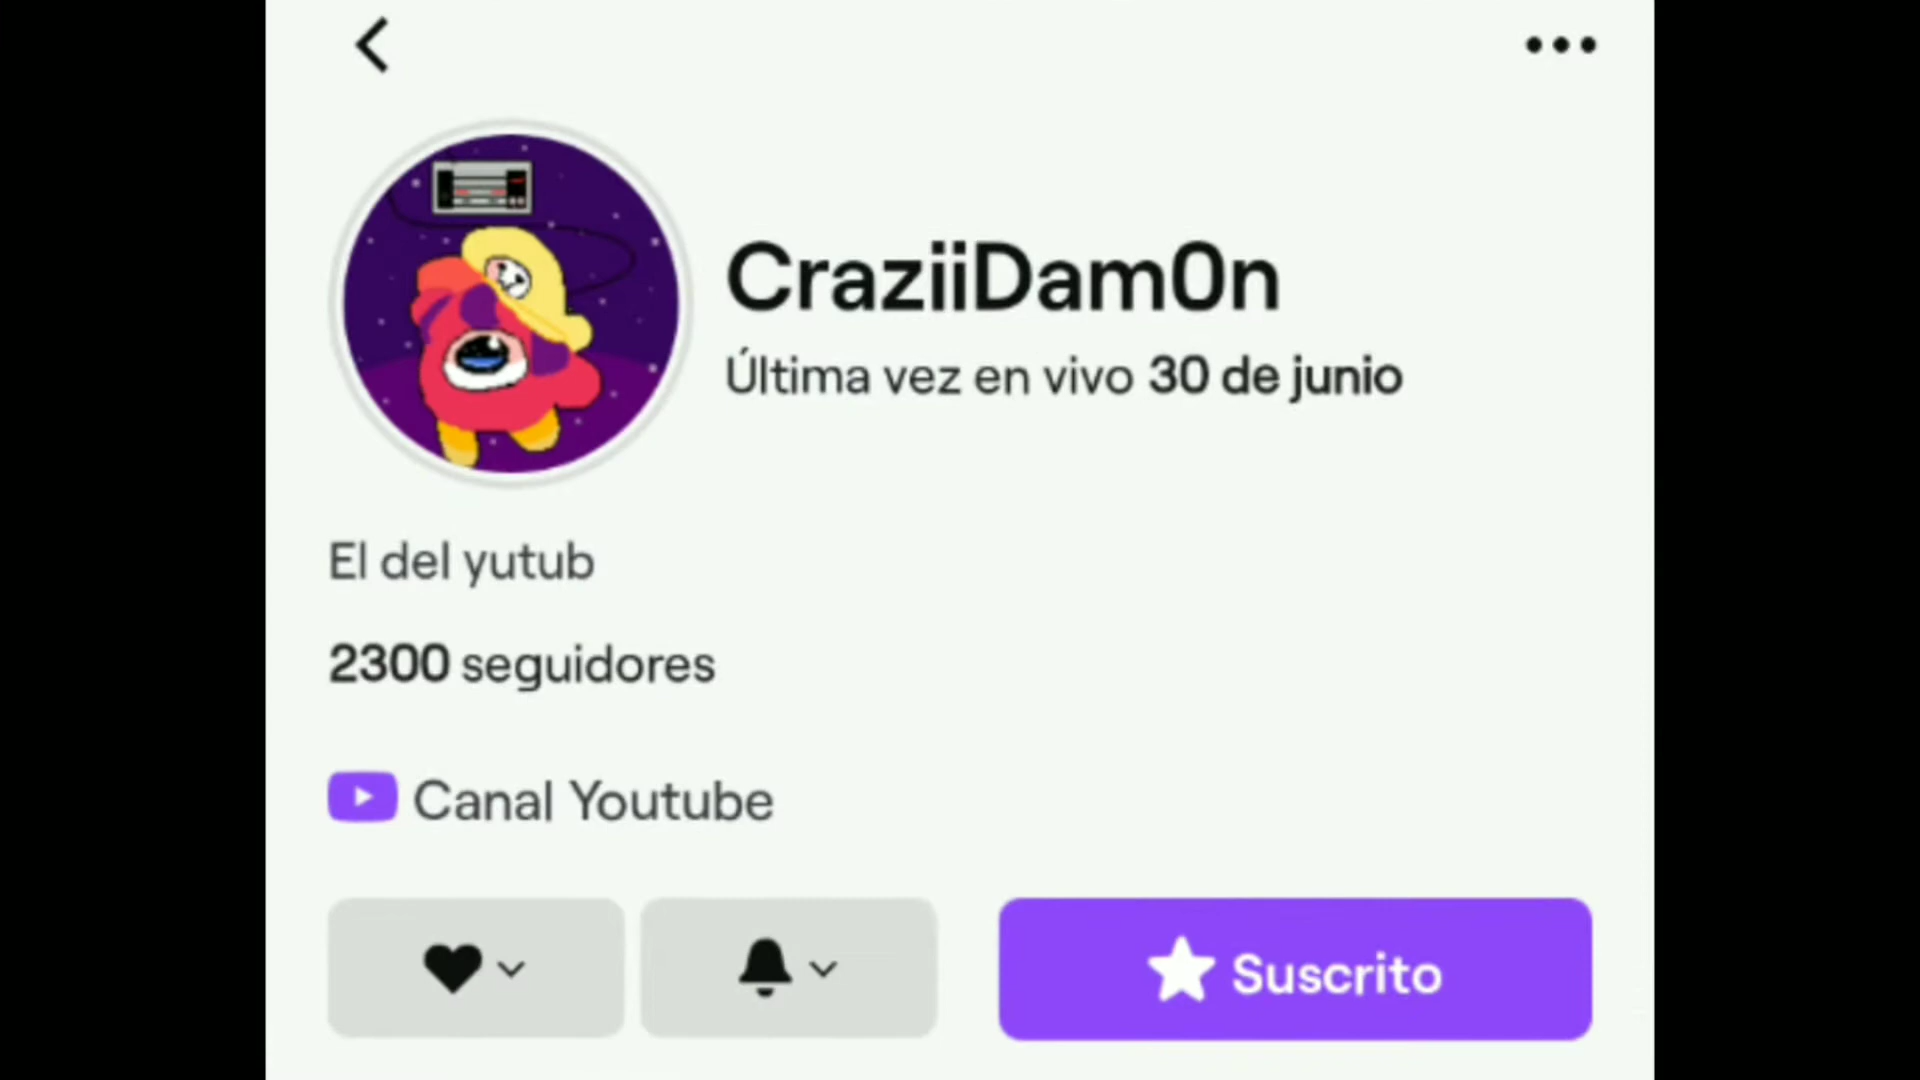 CraziiDam0n
Última vez en vivo 30 de junio
El del yutub
2300 seguidores
Canal Youtube
Suscrito